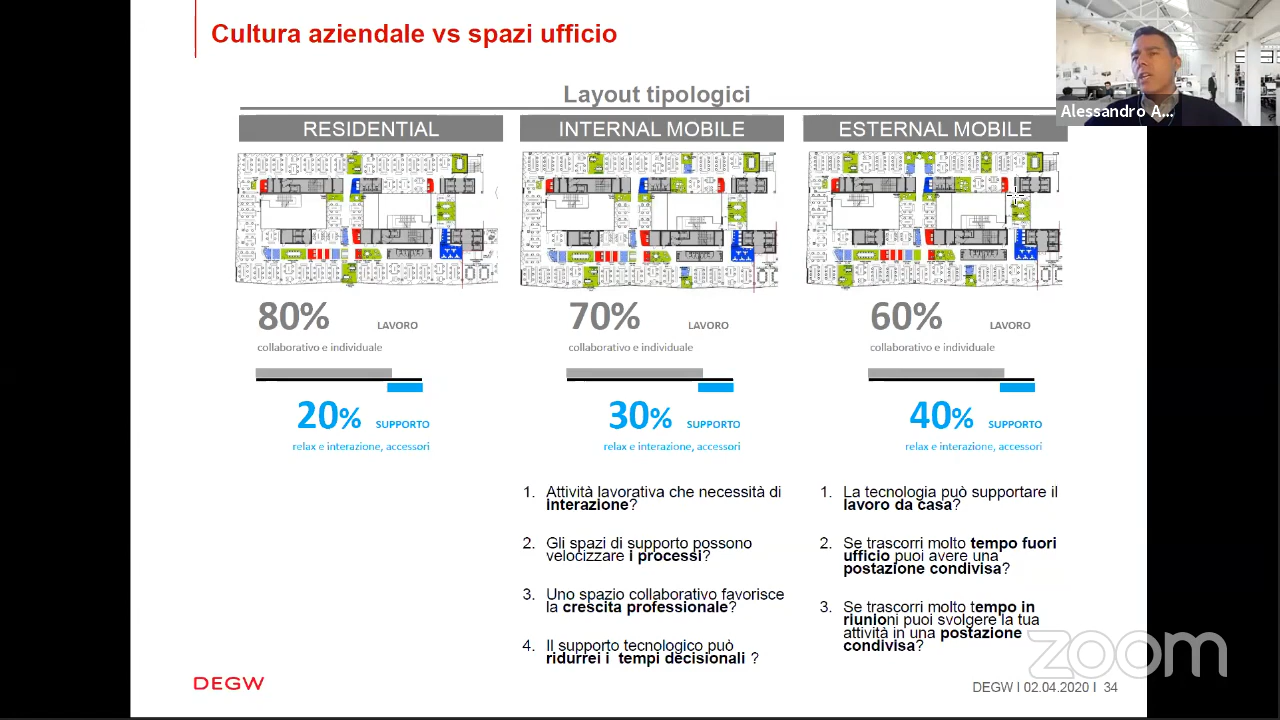 Cultura aziendale vs spazi ufficio
Alessandro A...
Layout tipologici
RESIDENTIAL
INTERNAL MOBILE
ESTERNAL MOBILE
80% LAVORO
collaborativo e individuale
20% SUPPORTO
relax e interazione, accessori
70% LAVORO
collaborativo e individuale
30% SUPPORTO
relax e interazione, accessori
60% LAVORO
collaborativo e individuale
40% SUPPORTO
relax e interazione, accessori
1. Attività lavorativa che necessità di
interazione?
2. Gli spazi di supporto possono
velocizzare i processi?
3. Uno spazio collaborativo favorisce
la crescita professionale?
4. Il supporto tecnologico può
ridurrei i tempi decisionali ?
1. La tecnologia può supportare il
lavoro da casa?
2. Se trascorri molto tempo fuori
ufficio puoi avere una
postazione condivisa?
3. Se trascorri molto tempo in
riunioni puoi svolgere la tua
attività in una postazione
condivisa?
zoom
DEGW
DEGW I 02.04.2020 I 34